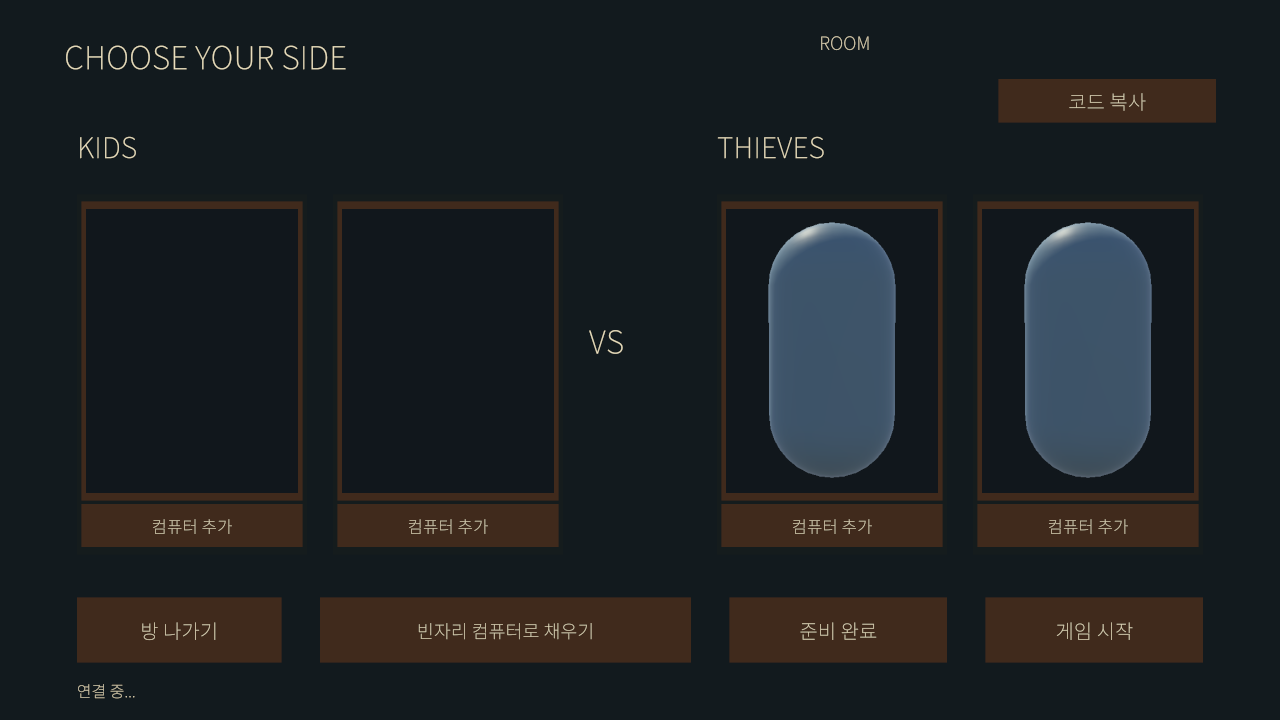 CHOOSE YOUR SIDE
ROOM
코드 복사
KIDS
THIEVES
VS
컴퓨터 추가
컴퓨터 추가
컴퓨터 추가
컴퓨터 추가
방 나가기
빈자리 컴퓨터로 채우기
준비 완료
게임 시작
연결 중...